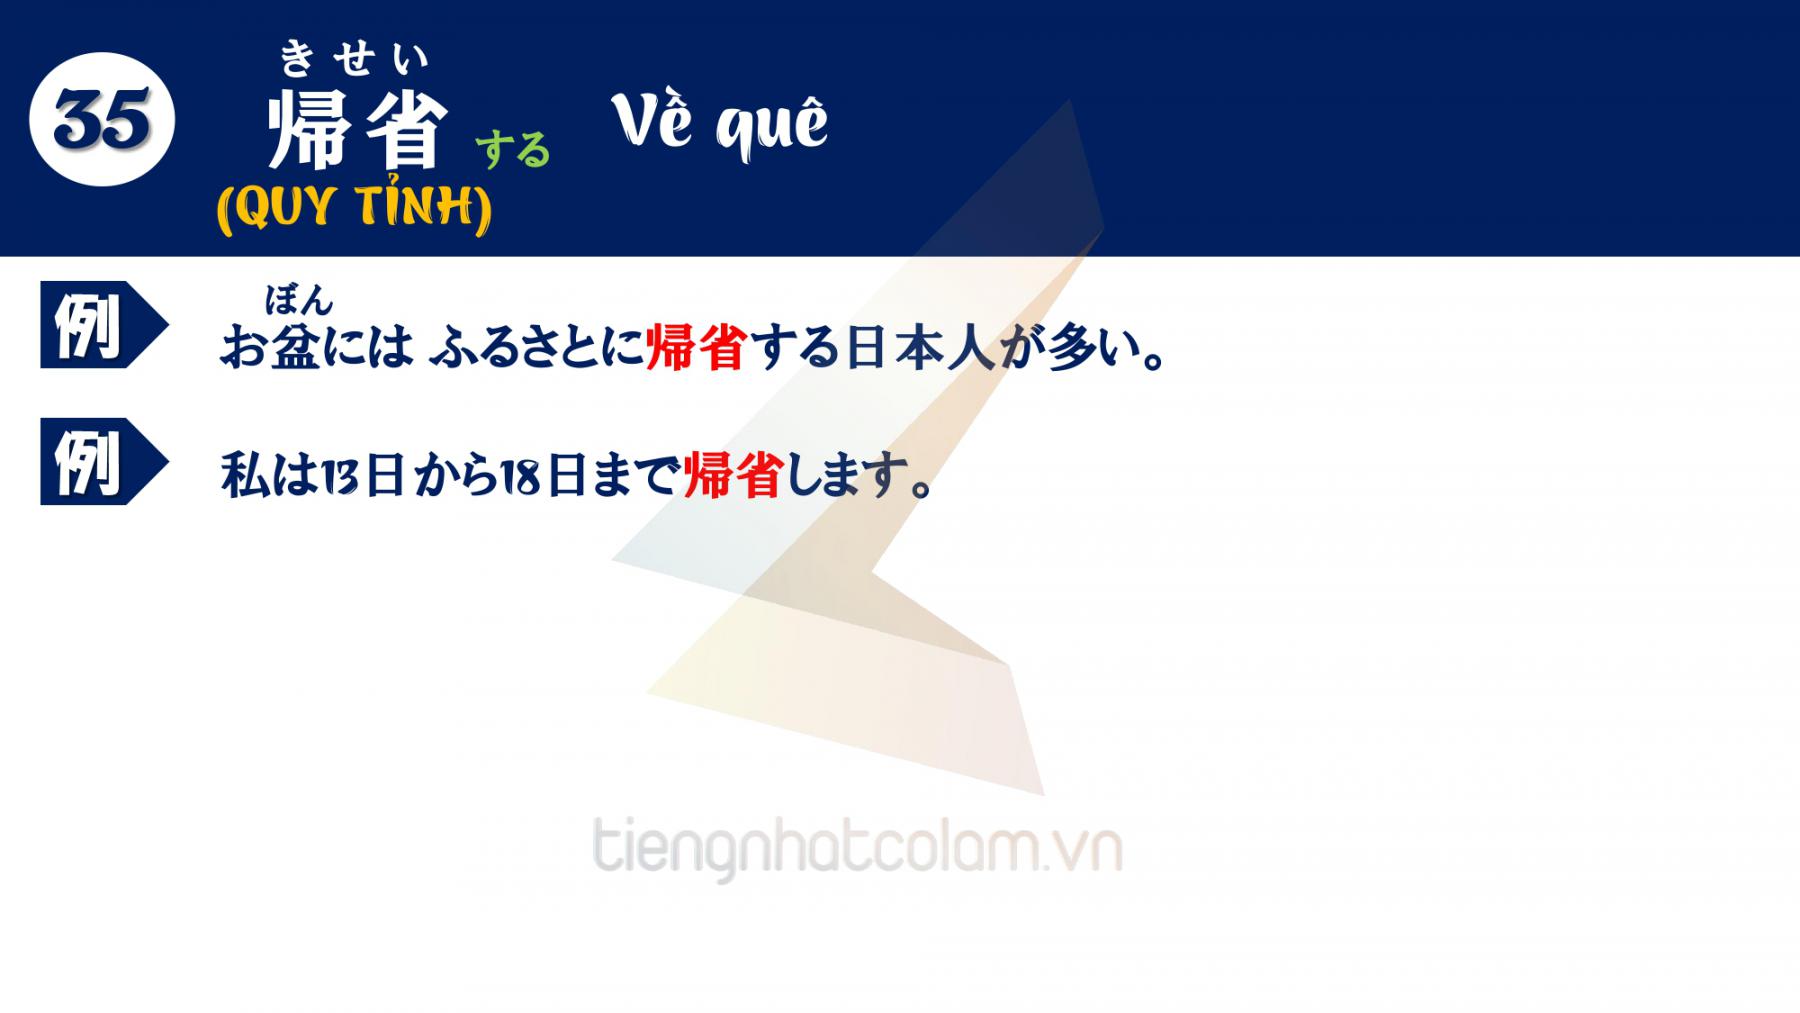 35
きせい
帰省する Về quê
(QUY TỈNH)
例
ぼん
お盆には ふるさとに帰省する日本人が多い。
例
私は13日から18日まで帰省します。
tiengnhatcolam.vn